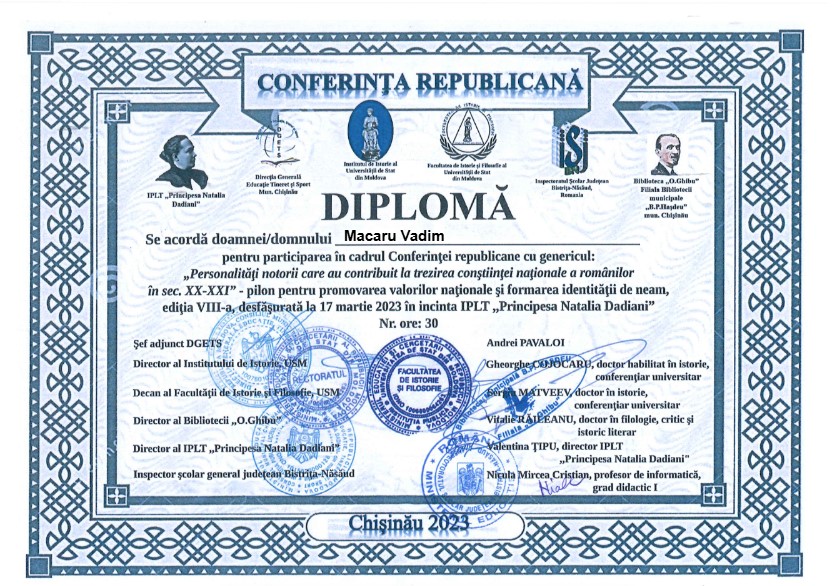 CONFERINȚA REPUBLICANĂ
IPLT „Principesa Natalia
Dadiani”
Direcția Generală
Educație Tineret și Sport
Mun. Chișinău
Institutul de Istorie al
Universității de Stat
din Moldova
Facultatea de Istorie și Filosofie al
Universității de Stat
din Moldova
Inspectoratul Școlar Județean
Bistrița-Năsăud,
Romania
Biblioteca „O.Ghibu”
Filiala Bibliotecii
municipale
„B.P.Hașdeu”
mun. Chișinău
DIPLOMĂ
Se acordă doamnei/domnului Macaru Vadim
pentru participarea în cadrul Conferinței republicane cu genericul:
„Personalități notorii care au contribuit la trezirea conștiinței naționale a românilor
în sec. XX-XXI” - pilon pentru promovarea valorilor naționale și formarea identității de neam,
ediția VIII-a, desfășurată la 17 martie 2023 în incinta IPLT „Principesa Natalia Dadiani”
Nr. ore: 30
Șef adjunct DGETS
Andrei PAVALOI
Director al Institutului de Istorie, USM
Gheorghe COJOCARU, doctor habilitat în istorie,
conferențiar universitar
Decan al Facultății de Istorie și Filosofie, USM
Sergiu MATVEEV, doctor în istorie,
conferențiar universitar
Director al Bibliotecii „O.Ghibu”
Vitalie RĂILEANU, doctor în filologie, critic și
istoric literar
Director al IPLT „Principesa Natalia Dadiani”
Valentina ȚIPU, director IPLT
„Principesa Natalia Dadiani”
Inspector școlar general județean Bistrița-Năsăud
Nicula Mircea Cristian, profesor de informatică,
grad didactic I
RECTORATUL
FACULTATEA
DE ISTORIE
ȘI FILOSOFIE
Chișinău 2023